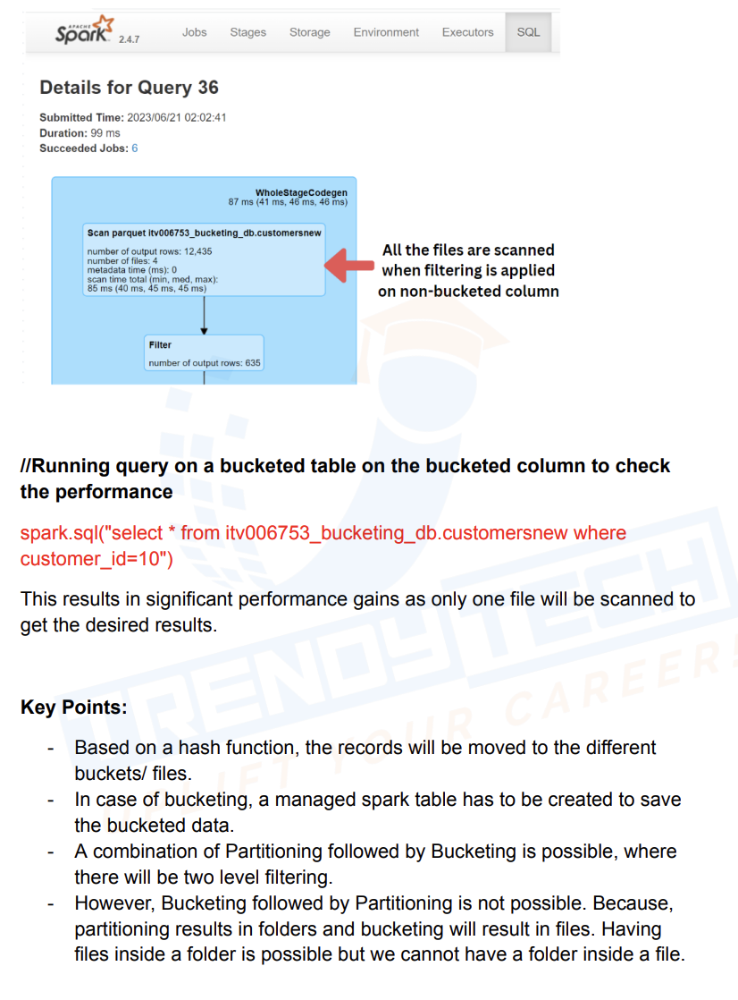 APACHE
Spark 2.4.7
Jobs Stages Storage Environment Executors SQL
Details for Query 36
Submitted Time: 2023/06/21 02:02:41
Duration: 99 ms
Succeeded Jobs: 6
WholeStageCodegen
87 ms (41 ms, 46 ms, 46 ms)
Scan parquet itv006753_bucketing_db.customersnew
number of output rows: 12,435
number of files: 4
metadata time (ms): 0
scan time total (min, med, max):
85 ms (40 ms, 45 ms, 45 ms)
All the files are scanned
when filtering is applied
on non-bucketed column
Filter
number of output rows: 635
//Running query on a bucketed table on the bucketed column to check
the performance
spark.sql("select * from itv006753_bucketing_db.customersnew where
customer_id=10")
This results in significant performance gains as only one file will be scanned to
get the desired results.
TRENDYTECH
YOUR CAREER!
Key Points:
- Based on a hash function, the records will be moved to the different
buckets/ files.
- In case of bucketing, a managed spark table has to be created to save
the bucketed data.
- A combination of Partitioning followed by Bucketing is possible, where
there will be two level filtering.
- However, Bucketing followed by Partitioning is not possible. Because,
partitioning results in folders and bucketing will result in files. Having
files inside a folder is possible but we cannot have a folder inside a file.